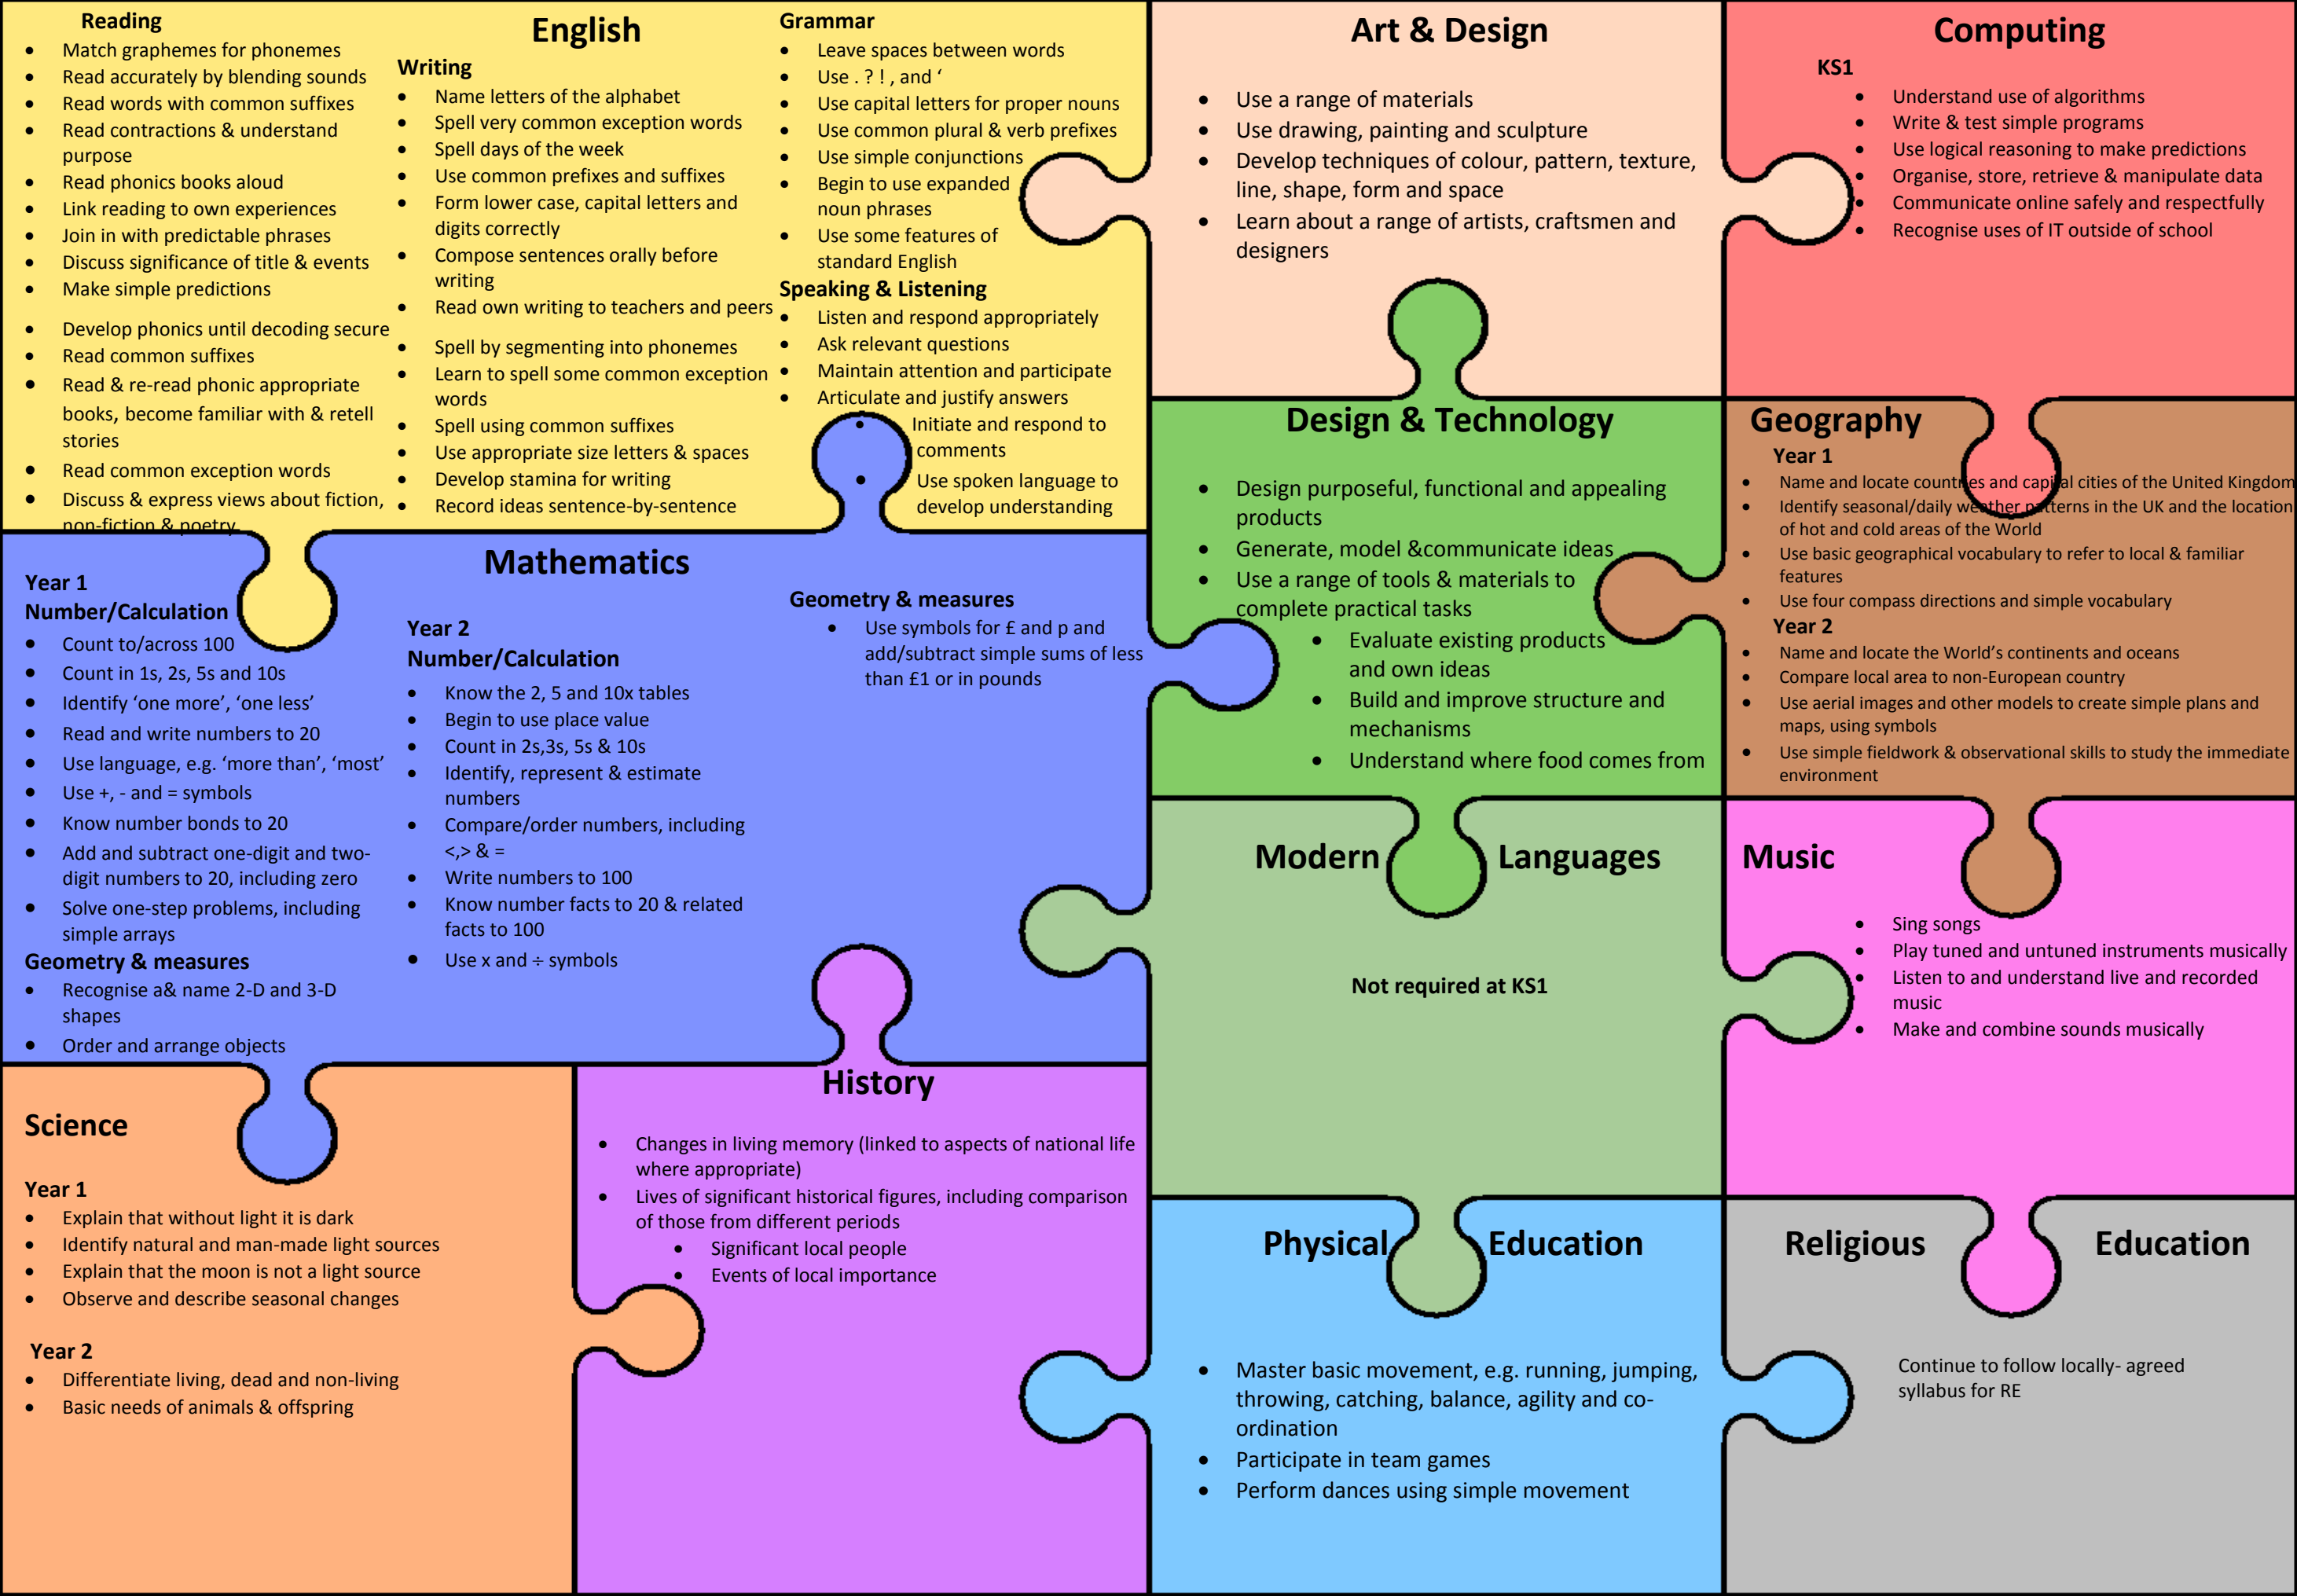 Reading
• Match graphemes for phonemes
• Read accurately by blending sounds
• Read words with common suffixes
• Read contractions & understand
purpose
• Read phonics books aloud
• Link reading to own experiences
• Join in with predictable phrases
• Discuss significance of title & events
• Make simple predictions
• Develop phonics until decoding secure
• Read common suffixes
• Read & re-read phonic appropriate
books, become familiar with & retell
stories
• Read common exception words
• Discuss & express views about fiction,
non-fiction & poetry
English
Writing
• Name letters of the alphabet
• Spell very common exception words
• Spell days of the week
• Use common prefixes and suffixes
• Form lower case, capital letters and
digits correctly
• Compose sentences orally before
writing
• Read own writing to teachers and peers
• Spell by segmenting into phonemes
• Learn to spell some common exception
words
• Spell using common suffixes
• Use appropriate size letters & spaces
• Develop stamina for writing
• Record ideas sentence-by-sentence
Grammar
• Leave spaces between words
• Use . ? ! , and ‘
• Use capital letters for proper nouns
• Use common plural & verb prefixes
• Use simple conjunctions
• Begin to use expanded
noun phrases
• Use some features of
standard English
Speaking & Listening
• Listen and respond appropriately
• Ask relevant questions
• Maintain attention and participate
• Articulate and justify answers
• Initiate and respond to
comments
• Use spoken language to
develop understanding
Art & Design
• Use a range of materials
• Use drawing, painting and sculpture
• Develop techniques of colour, pattern, texture,
line, shape, form and space
• Learn about a range of artists, craftsmen and
designers
Computing
KS1
• Understand use of algorithms
• Write & test simple programs
• Use logical reasoning to make predictions
• Organise, store, retrieve & manipulate data
• Communicate online safely and respectfully
• Recognise uses of IT outside of school
Design & Technology
• Design purposeful, functional and appealing
products
• Generate, model &communicate ideas
• Use a range of tools & materials to
complete practical tasks
• Evaluate existing products
and own ideas
• Build and improve structure and
mechanisms
• Understand where food comes from
Geography
Year 1
• Name and locate countries and capital cities of the United Kingdom
• Identify seasonal/daily weather patterns in the UK and the location
of hot and cold areas of the World
• Use basic geographical vocabulary to refer to local & familiar
features
• Use four compass directions and simple vocabulary
Year 2
• Name and locate the World’s continents and oceans
• Compare local area to non-European country
• Use aerial images and other models to create simple plans and
maps, using symbols
• Use simple fieldwork & observational skills to study the immediate
environment
Mathematics
Year 1
Number/Calculation
• Count to/across 100
• Count in 1s, 2s, 5s and 10s
• Identify ‘one more’, ‘one less’
• Read and write numbers to 20
• Use language, e.g. ‘more than’, ‘most’
• Use +, - and = symbols
• Know number bonds to 20
• Add and subtract one-digit and two-
digit numbers to 20, including zero
• Solve one-step problems, including
simple arrays
Geometry & measures
• Recognise a& name 2-D and 3-D
shapes
• Order and arrange objects
Year 2
Number/Calculation
• Know the 2, 5 and 10x tables
• Begin to use place value
• Count in 2s,3s, 5s & 10s
• Identify, represent & estimate
numbers
• Compare/order numbers, including
<,> & =
• Write numbers to 100
• Know number facts to 20 & related
facts to 100
• Use x and ÷ symbols
Geometry & measures
• Use symbols for £ and p and
add/subtract simple sums of less
than £1 or in pounds
Modern Languages
Not required at KS1
Music
• Sing songs
• Play tuned and untuned instruments musically
• Listen to and understand live and recorded
music
• Make and combine sounds musically
Science
Year 1
• Explain that without light it is dark
• Identify natural and man-made light sources
• Explain that the moon is not a light source
• Observe and describe seasonal changes
Year 2
• Differentiate living, dead and non-living
• Basic needs of animals & offspring
History
• Changes in living memory (linked to aspects of national life
where appropriate)
• Lives of significant historical figures, including comparison
of those from different periods
• Significant local people
• Events of local importance
Physical Education
• Master basic movement, e.g. running, jumping,
throwing, catching, balance, agility and co-
ordination
• Participate in team games
• Perform dances using simple movement
Religious Education
Continue to follow locally- agreed
syllabus for RE